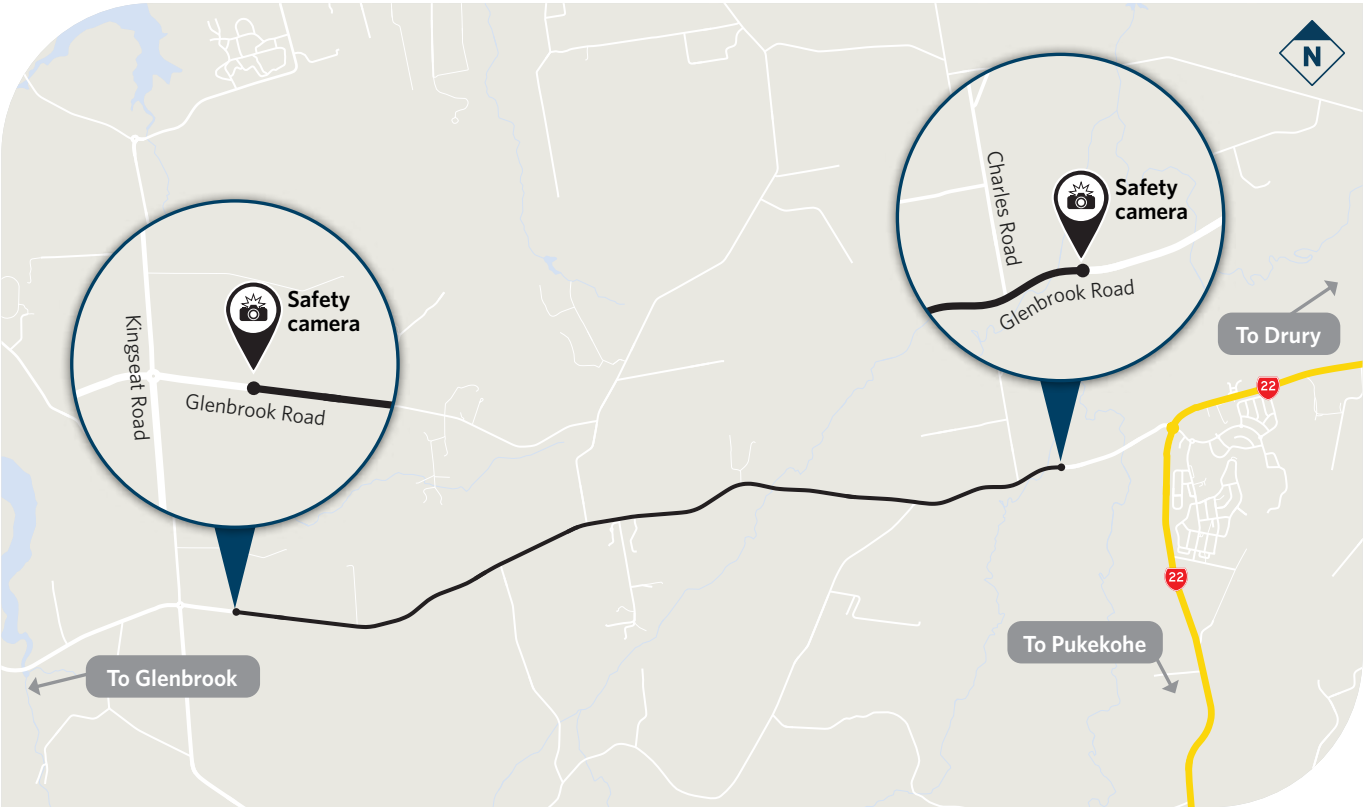 N
Charles Road
Safety
camera
Glenbrook Road
Kingseat Road
Safety
camera
Glenbrook Road
To Drury
22
22
To Pukekohe
To Glenbrook